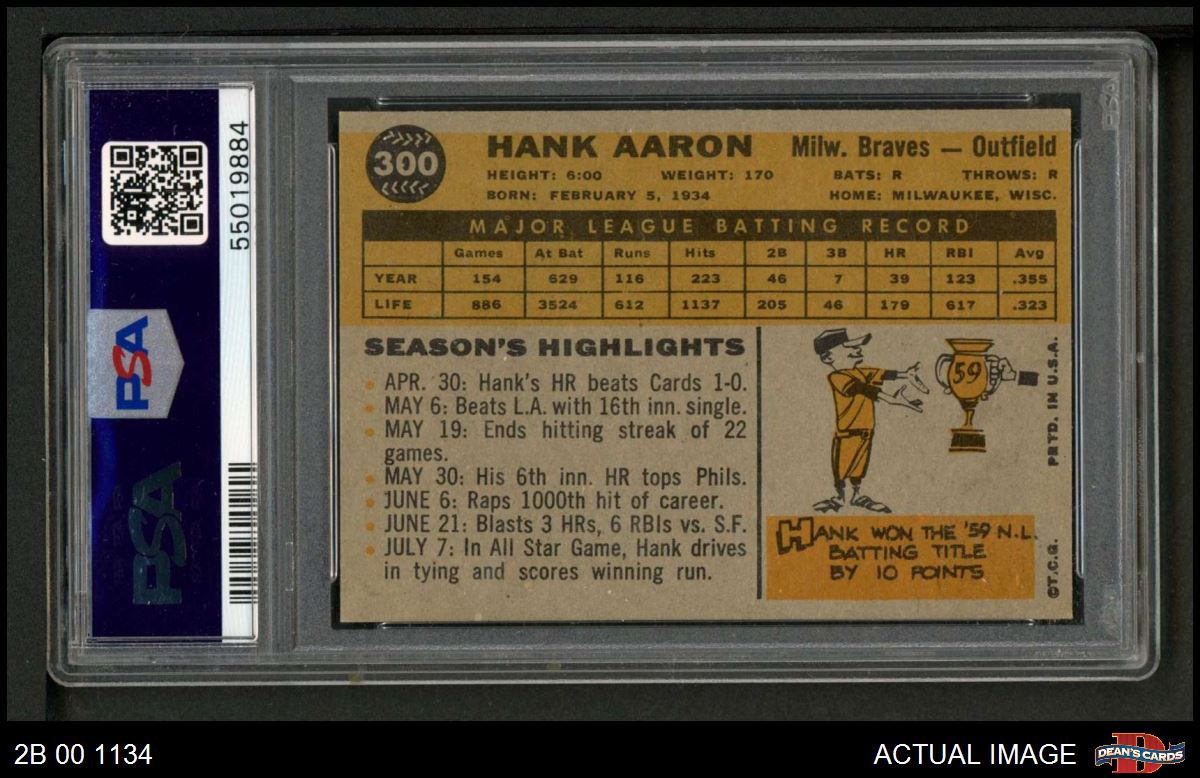 55019884
PSA
PSA
PSA
300
HANK AARON Milw. Braves — Outfield
HEIGHT: 6:00 WEIGHT: 170 BATS: R THROWS: R
BORN: FEBRUARY 5, 1934 HOME: MILWAUKEE, WISC.
MAJOR LEAGUE BATTING RECORD
Games At Bat Runs Hits 2B 3B HR RBI Avg
YEAR 154 629 116 223 46 7 39 123 .355
LIFE 886 3524 612 1137 205 46 179 617 .323
SEASON'S HIGHLIGHTS
APR. 30: Hank's HR beats Cards 1-0.
MAY 6: Beats L.A. with 16th inn. single.
MAY 19: Ends hitting streak of 22
games.
MAY 30: His 6th inn. HR tops Phils.
JUNE 6: Raps 1000th hit of career.
JUNE 21: Blasts 3 HRs, 6 RBIs vs. S.F.
JULY 7: In All Star Game, Hank drives
in tying and scores winning run.
59
HANK WON THE '59 N.L.
BATTING TITLE
BY 10 POINTS
©T.C.G. PRTD. IN U.S.A.
2B 00 1134
ACTUAL IMAGE
DEAN'S CARDS